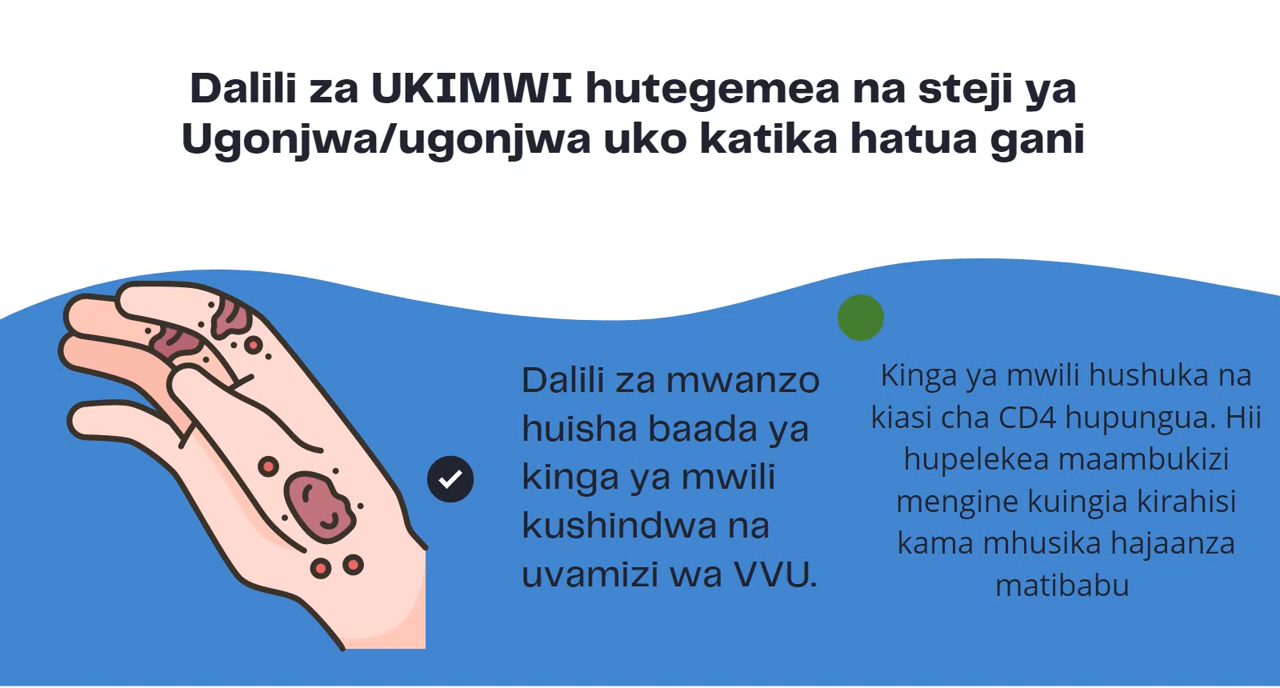 Dalili za UKIMWI hutegemea na steji ya
Ugonjwa/ugonjwa uko katika hatua gani
Dalili za mwanzo
huisha baada ya
kinga ya mwili
kushindwa na
uvamizi wa VVU.
Kinga ya mwili hushuka na
kiasi cha CD4 hupungua. Hii
hupelekea maambukizi
mengine kuingia kirahisi
kama mhusika hajaanza
matibabu